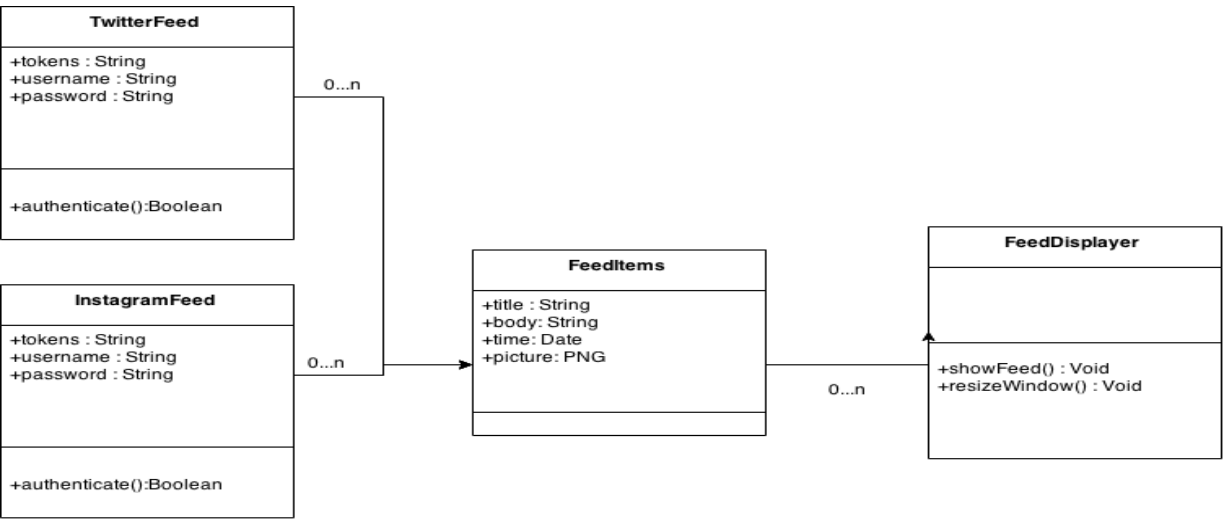 TwitterFeed
+tokens : String
+username : String
+password : String
+authenticate():Boolean
0...n
InstagramFeed
+tokens : String
+username : String
+password : String
+authenticate():Boolean
0...n
FeedItems
+title : String
+body: String
+time: Date
+picture: PNG
0...n
FeedDisplayer
+showFeed() : Void
+resizeWindow() : Void